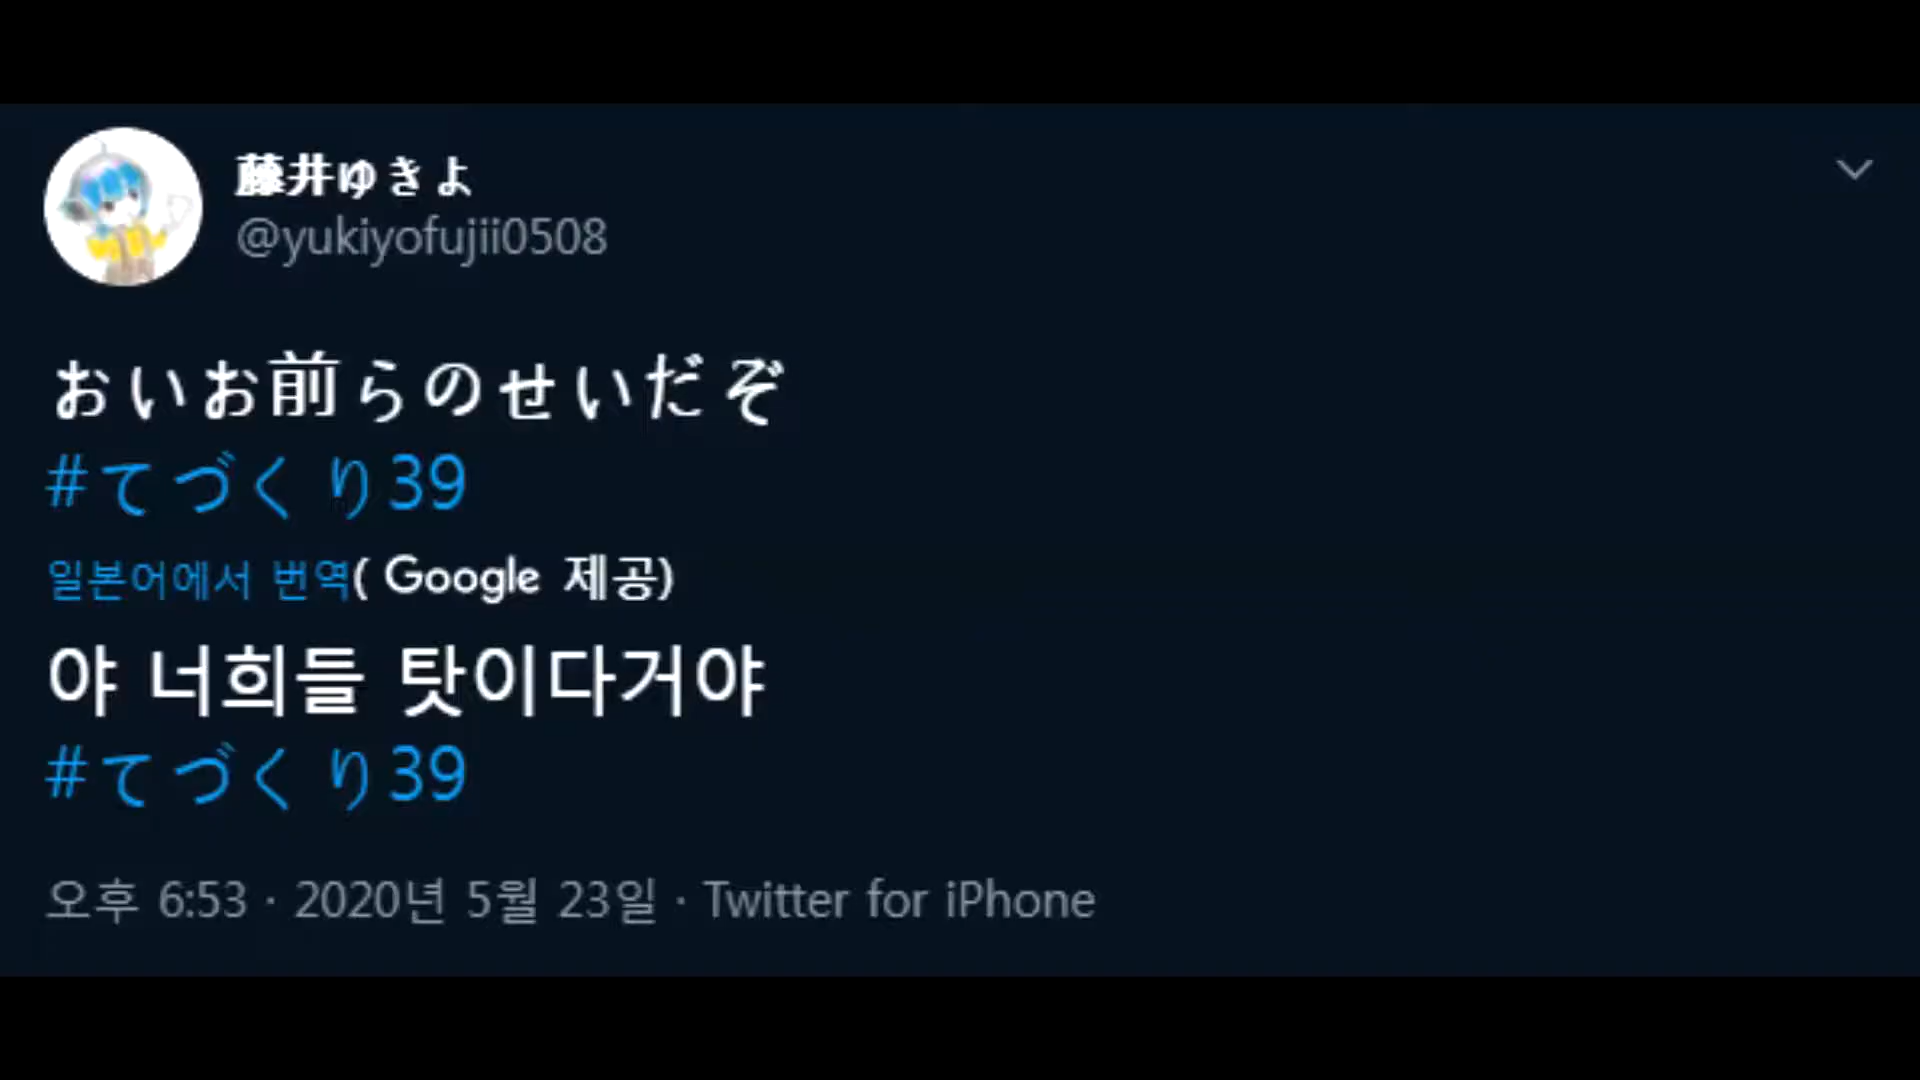 藤井ゆきよ
@yukiyofujii0508
おいお前らのせいだぞ
#てづくり39
일본어에서 번역( Google 제공)
야 너희들 탓이다거야
#てづくり39
오후 6:53 · 2020년 5월 23일 · Twitter for iPhone